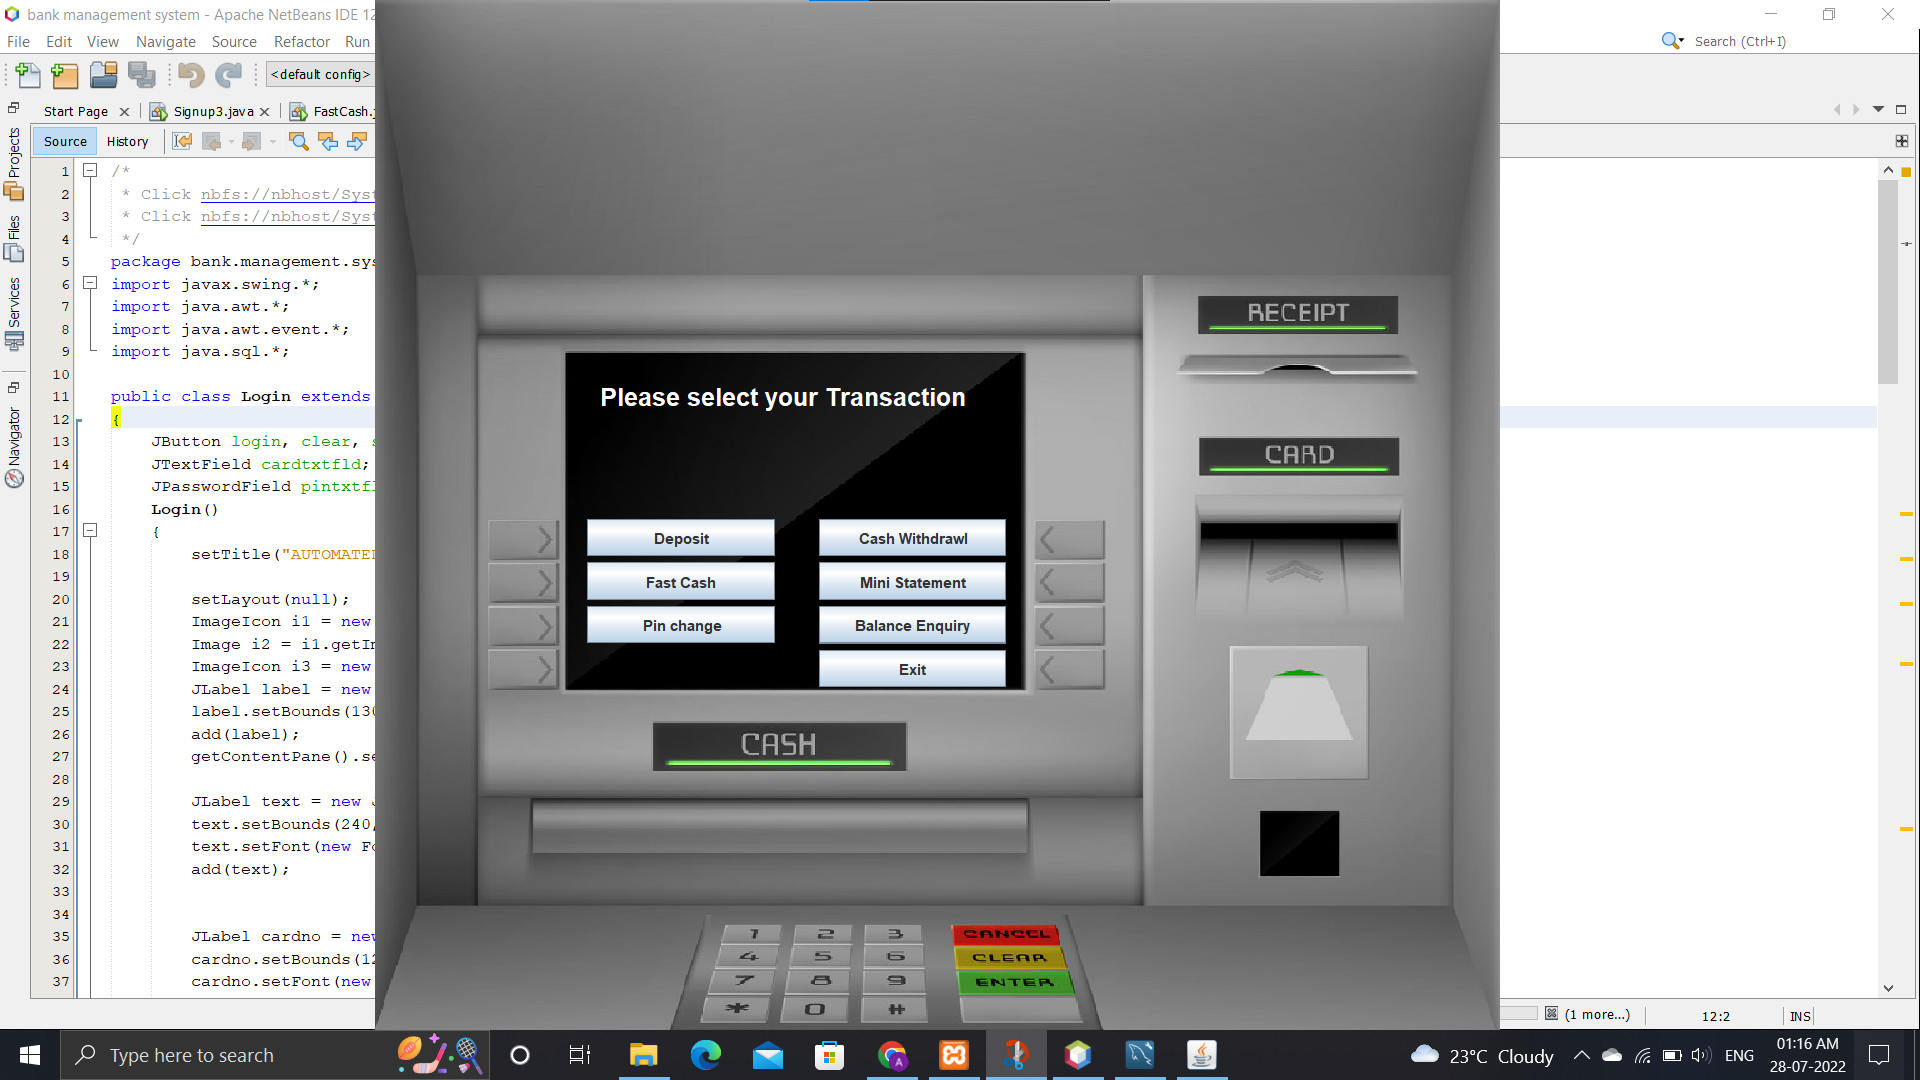 bank management system - Apache NetBeans IDE 12
File Edit View Navigate Source Refactor Run
Search (Ctrl+I)
<default config>
Start Page Signup3.java FastCash.
Source History
Projects
Files
Services
Navigator
1 /*
2 * Click nbfs://nbhost/Syst
3 * Click nbfs://nbhost/Syst
4 */
5 package bank.management.sys
6 import javax.swing.*;
7 import java.awt.*;
8 import java.awt.event.*;
9 import java.sql.*;
10
11 public class Login extends
12 {
13 JButton login, clear, s
14 JTextField cardtxtfld;
15 JPasswordField pintxtfl
16 Login()
17 {
18 setTitle("AUTOMATED
19
20 setLayout(null);
21 ImageIcon i1 = new
22 Image i2 = i1.getIm
23 ImageIcon i3 = new
24 JLabel label = new
25 label.setBounds(130
26 add(label);
27 getContentPane().se
28
29 JLabel text = new J
30 text.setBounds(240,
31 text.setFont(new Fo
32 add(text);
33
34
35 JLabel cardno = new
36 cardno.setBounds(12
37 cardno.setFont(new
Please select your Transaction
Deposit Cash Withdrawl
Fast Cash Mini Statement
Pin change Balance Enquiry
Exit
CASH
RECEIPT
CARD
1 2 3 CANCEL
4 5 6 CLEAR
7 8 9 ENTER
* 0 #
(1 more...) 12:2 INS
Type here to search
23°C Cloudy
ENG
01:16 AM
28-07-2022